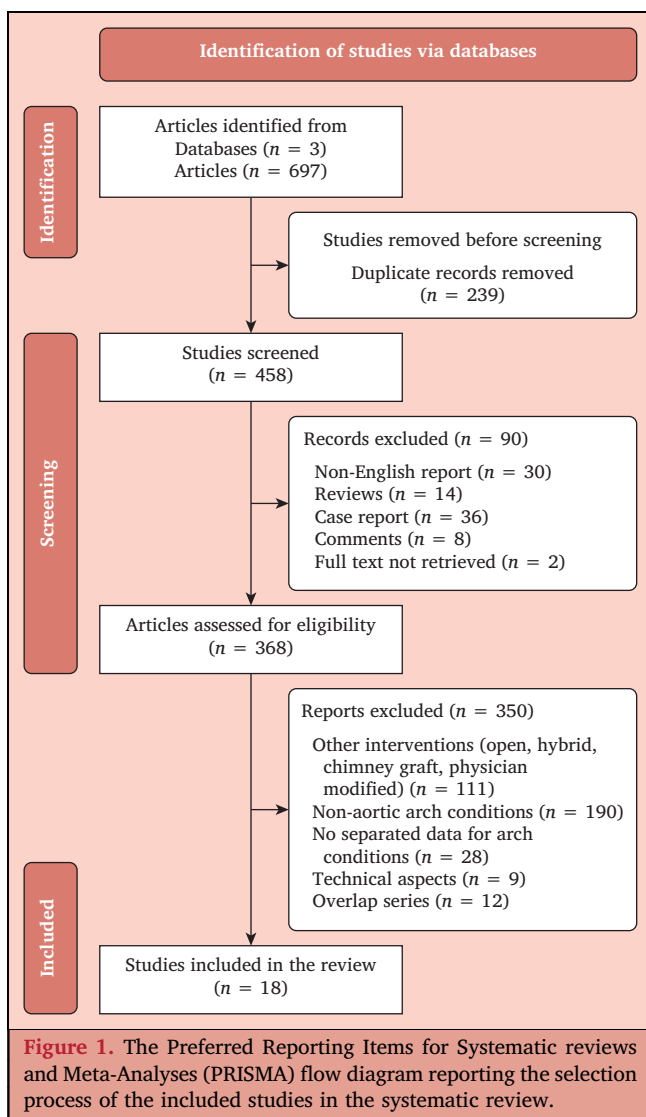 Identification of studies via databases
Identification
Articles identified from
Databases (n = 3)
Articles (n = 697)
Studies removed before screening
Duplicate records removed
(n = 239)
Screening
Studies screened
(n = 458)
Records excluded (n = 90)
Non-English report (n = 30)
Reviews (n = 14)
Case report (n = 36)
Comments (n = 8)
Full text not retrieved (n = 2)
Articles assessed for eligibility
(n = 368)
Reports excluded (n = 350)
Other interventions (open, hybrid,
chimney graft, physician
modified) (n = 111)
Non-aortic arch conditions (n = 190)
No separated data for arch
conditions (n = 28)
Technical aspects (n = 9)
Overlap series (n = 12)
Included
Studies included in the review
(n = 18)
Figure 1. The Preferred Reporting Items for Systematic reviews
and Meta-Analyses (PRISMA) flow diagram reporting the selection
process of the included studies in the systematic review.